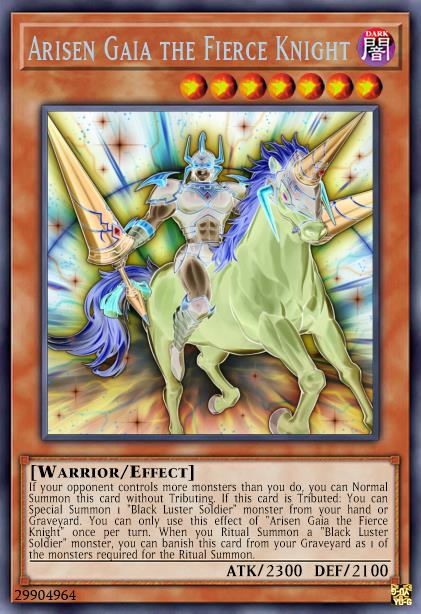 ARISEN GAIA THE FIERCE KNIGHT
DARK
闇
[WARRIOR/EFFECT]
If your opponent controls more monsters than you do, you can Normal
Summon this card without Tributing. If this card is Tributed: You can
Special Summon 1 "Black Luster Soldier" monster from your hand or
Graveyard. You can only use this effect of "Arisen Gaia the Fierce
Knight" once per turn. When you Ritual Summon a "Black Luster
Soldier" monster, you can banish this card from your Graveyard as 1 of
the monsters required for the Ritual Summon.
ATK/2300 DEF/2100
29904964